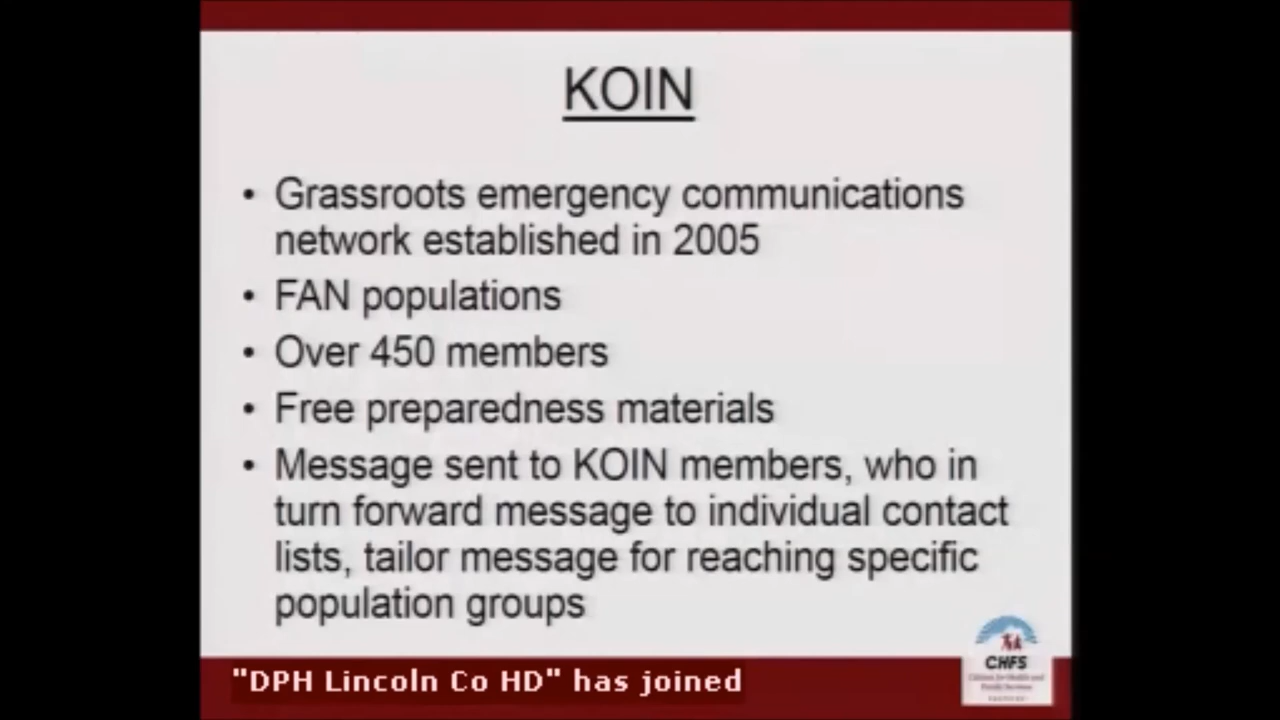 KOIN
• Grassroots emergency communications
network established in 2005
• FAN populations
• Over 450 members
• Free preparedness materials
• Message sent to KOIN members, who in
turn forward message to individual contact
lists, tailor message for reaching specific
population groups
CHFS
"DPH Lincoln Co HD" has joined